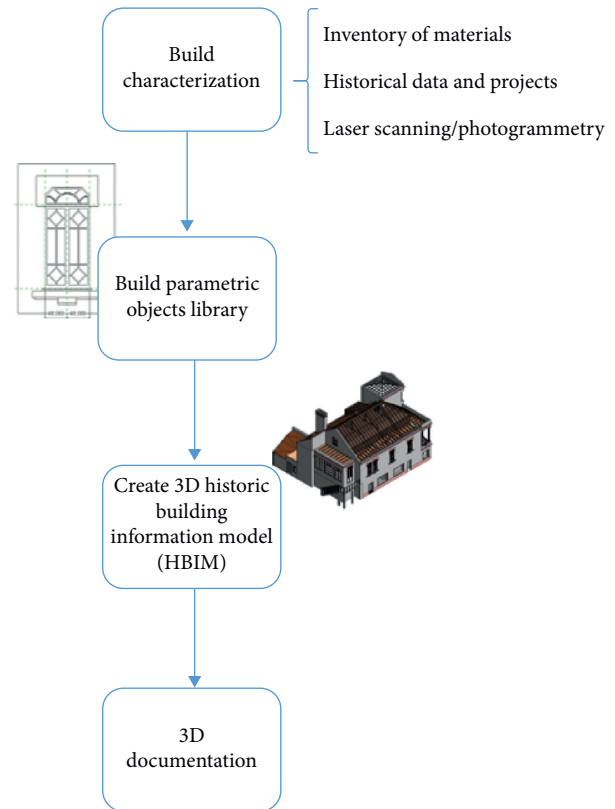 Build
characterization
Inventory of materials
Historical data and projects
Laser scanning/photogrammetry
Build parametric
objects library
Create 3D historic
building
information model
(HBIM)
3D
documentation